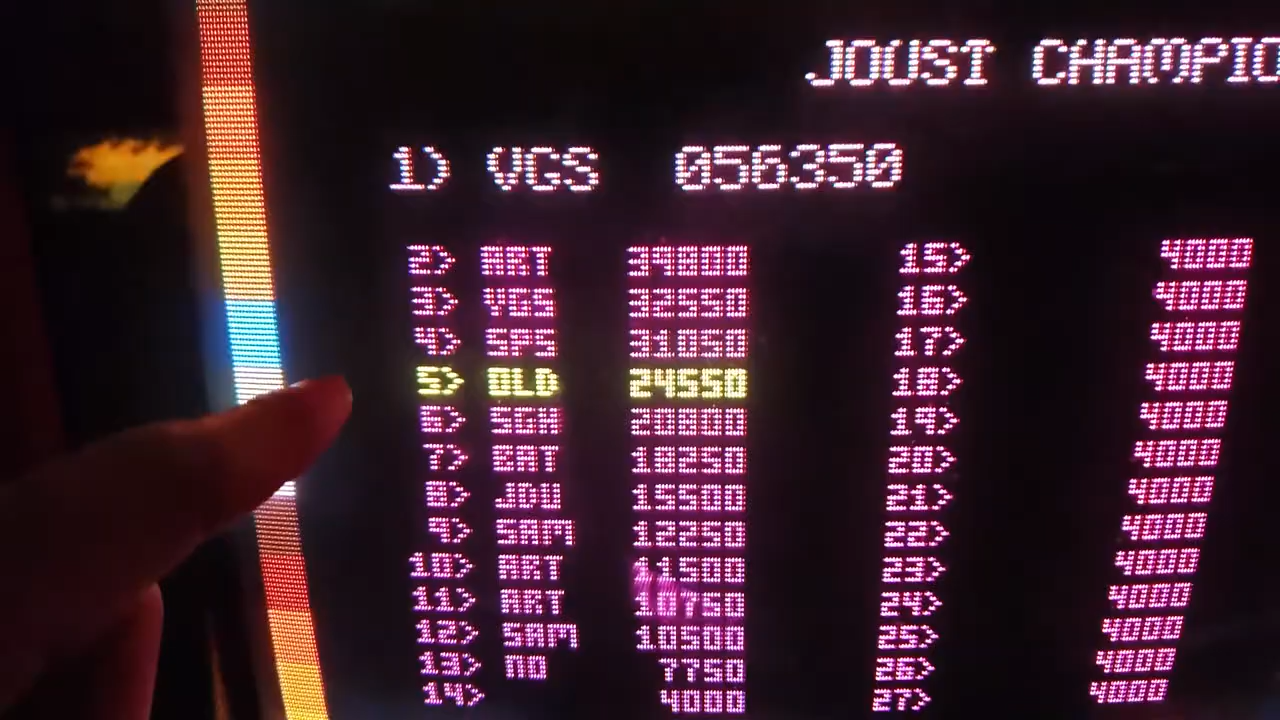 JOUST CHAMPIO
1) VGS 056350
2) ART 34000
3) VGS 32550
4) SPS 31050
5) OLD 24550
6) SGH 20800
7) 18250
8) JOU 15500
9) SAM 12250
10) ART 11500
11) ART 10750
12) SAM 10500
13) 7750
14) 4000
15) 4000
16) 4000
17) 4000
18) 4000
19) 4000
20) 4000
21) 4000
22) 4000
23) 4000
24) 4000
25) 4000
26) 4000
27) 4000